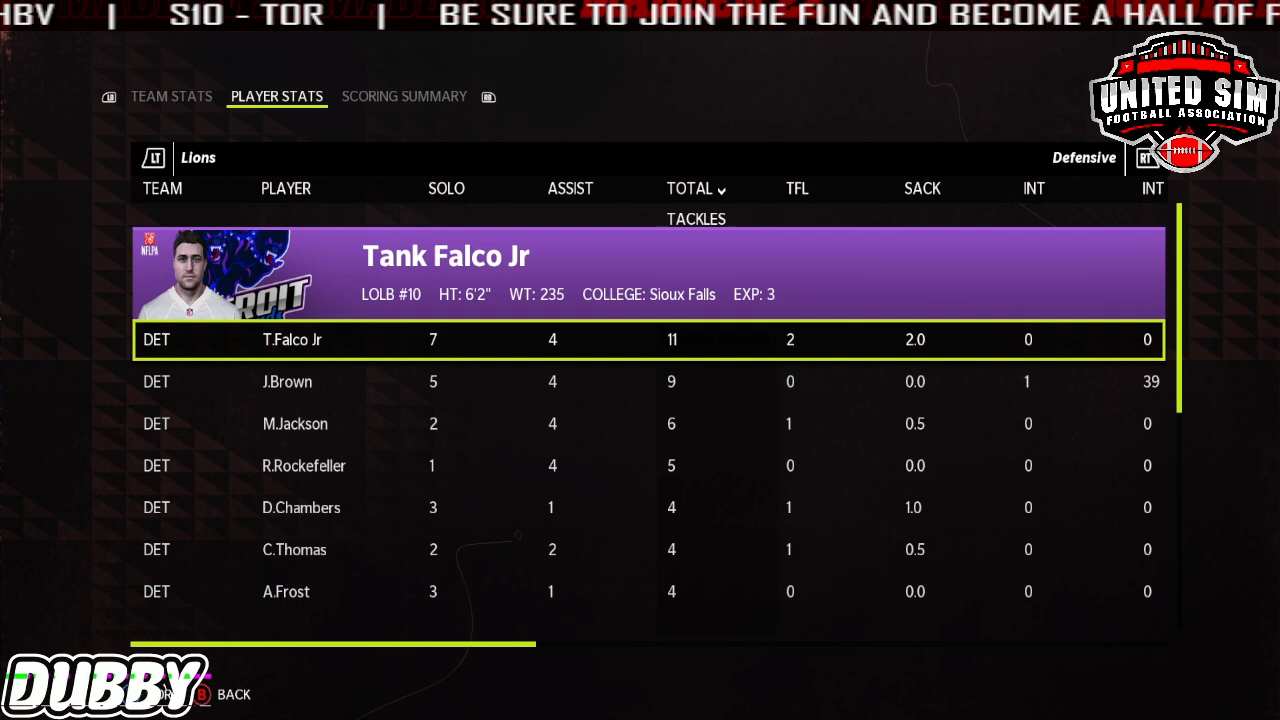 HBV | S10 - TOR | BE SURE TO JOIN THE FUN AND BECOME A HALL OF F
UNITED SIM
FOOTBALL ASSOCIATION
LB TEAM STATS PLAYER STATS SCORING SUMMARY RB
LT Lions Defensive RT
TEAM PLAYER SOLO ASSIST TOTAL TFL SACK INT INT
TACKLES
NFLPA
Tank Falco Jr
LOLB #10 HT: 6'2" WT: 235 COLLEGE: Sioux Falls EXP: 3
DET T.Falco Jr 7 4 11 2 2.0 0 0
DET J.Brown 5 4 9 0 0.0 1 39
DET M.Jackson 2 4 6 1 0.5 0 0
DET R.Rockefeller 1 4 5 0 0.0 0 0
DET D.Chambers 3 1 4 1 1.0 0 0
DET C.Thomas 2 2 4 1 0.5 0 0
DET A.Frost 3 1 4 0 0.0 0 0
DUBBY B BACK